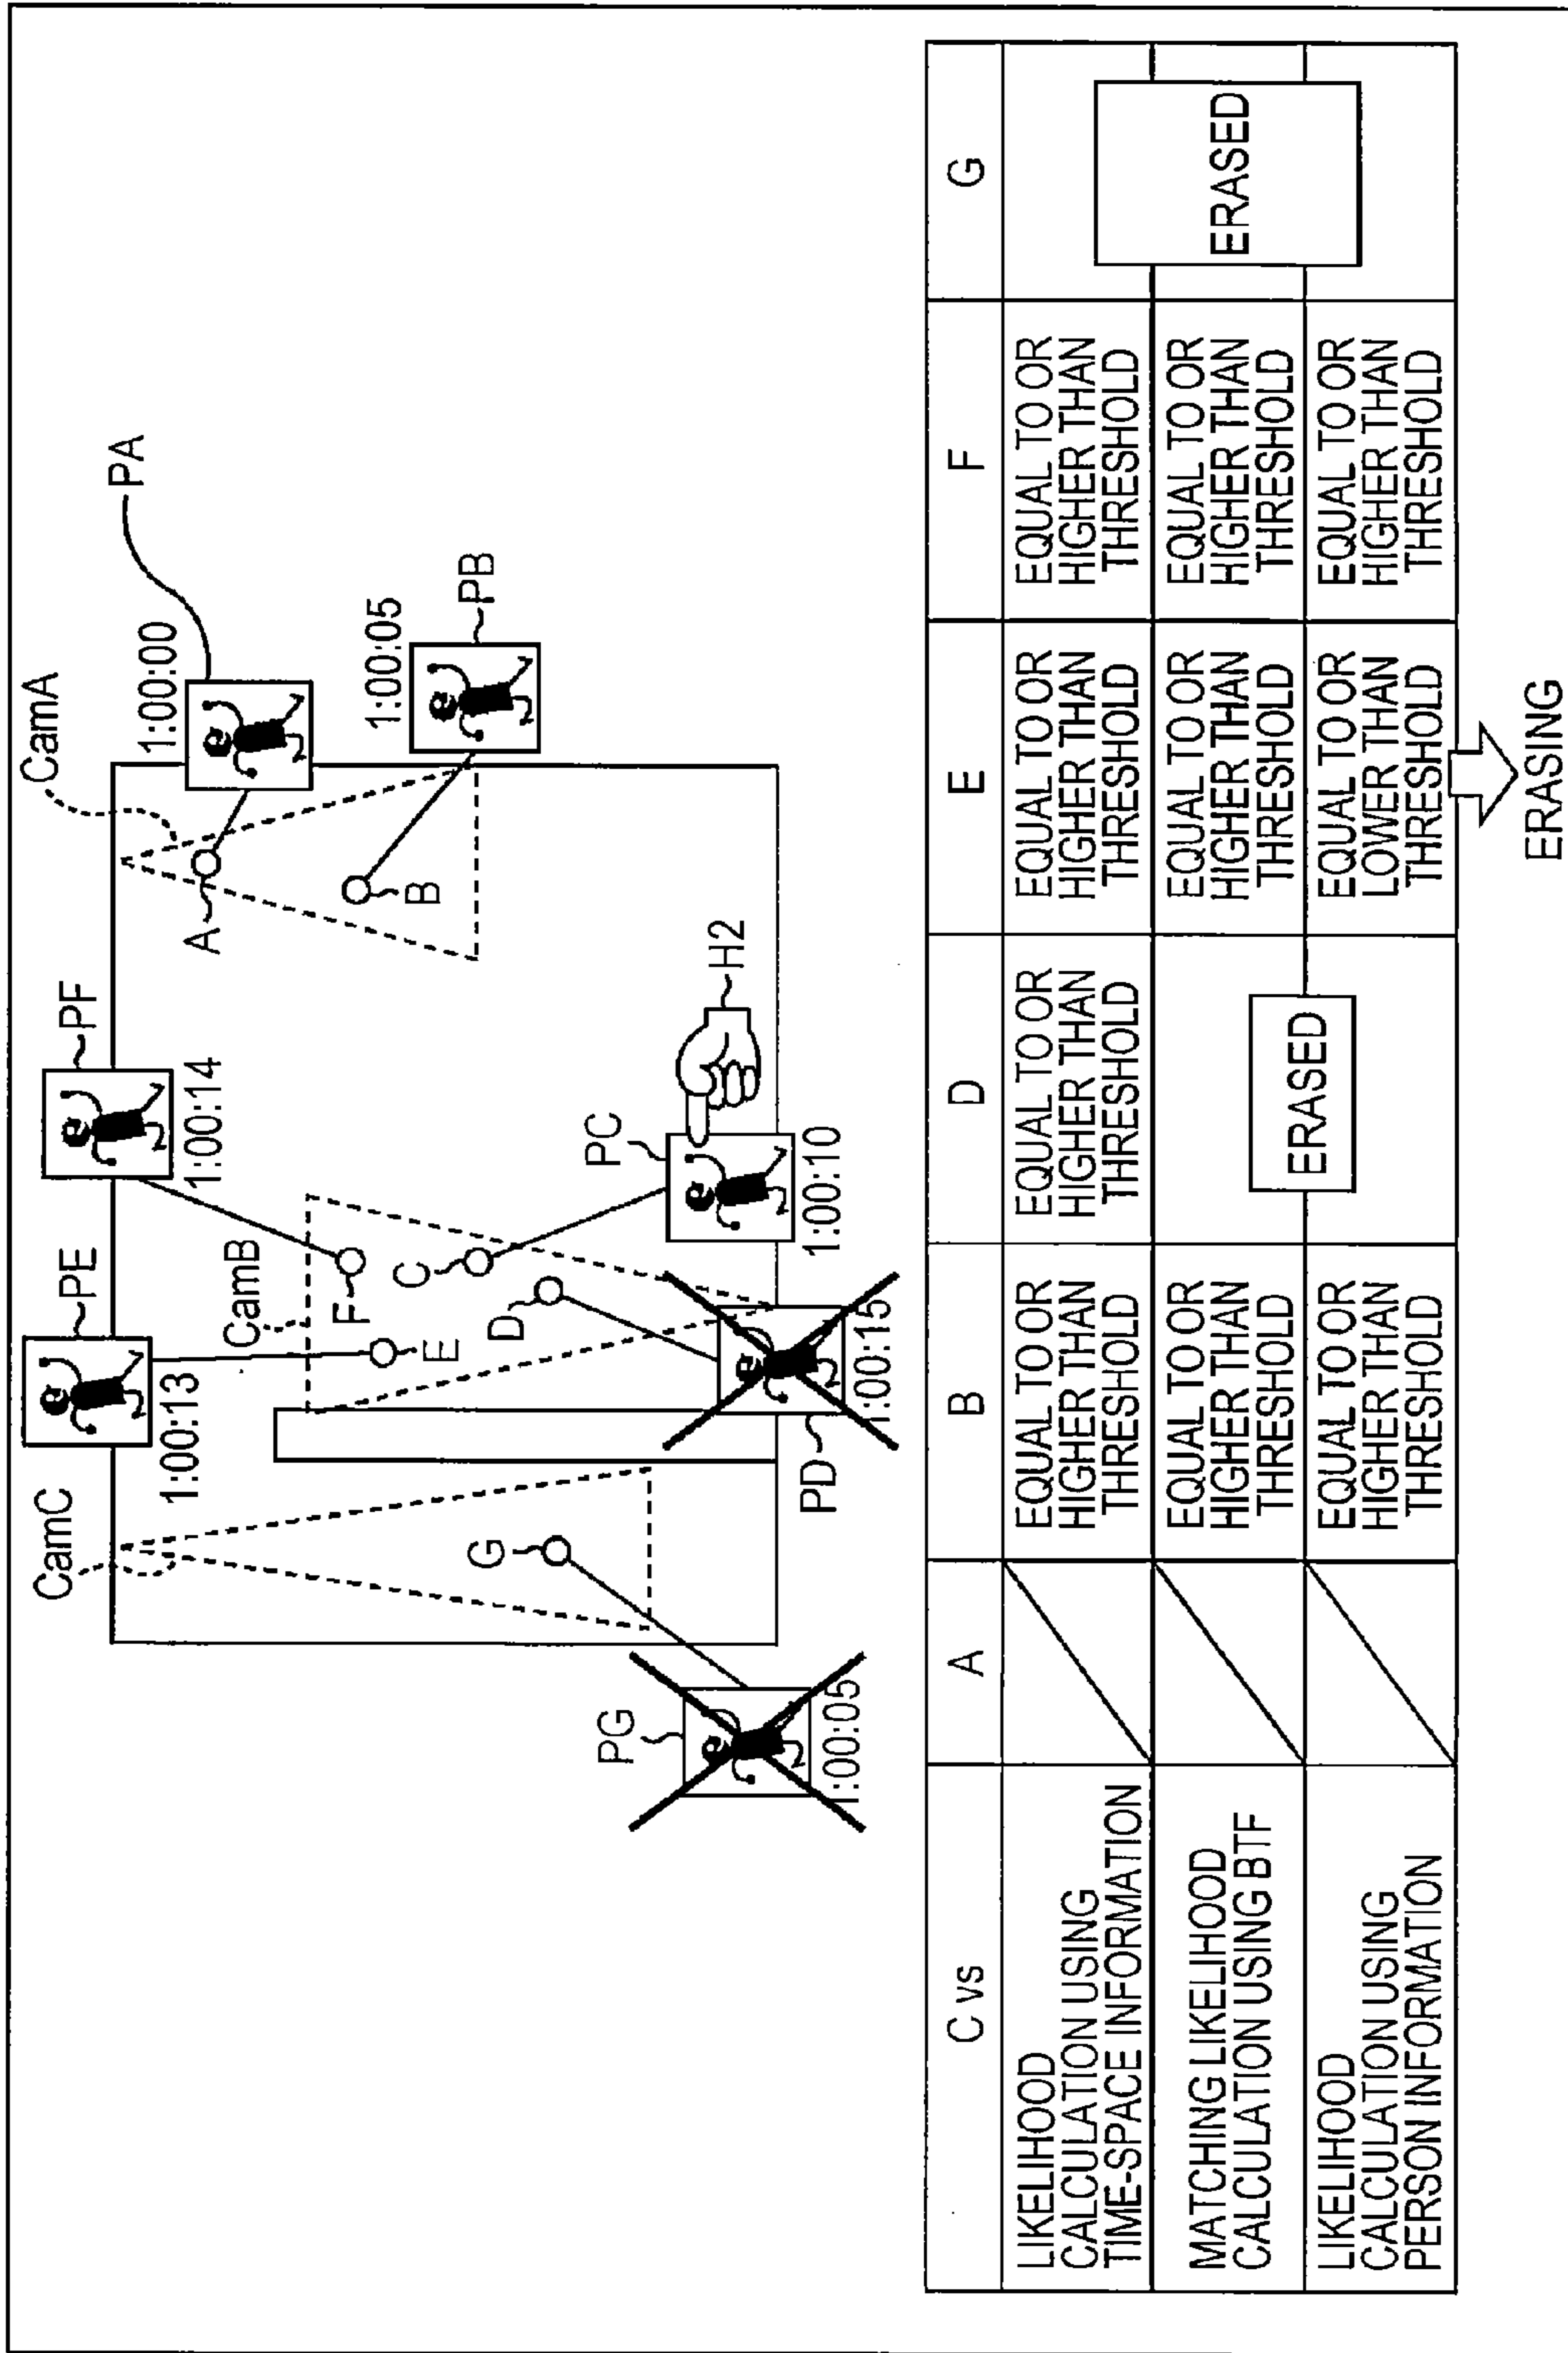 CamC
PE
1:00:13
CamB
PF
1:00:14
CamA
1:00:00
PA
1:00:05
PB
A
B
F
E
C
D
G
PG
1:00:05
PD
1:00:15
PC
1:00:10
H2
C vs
A
B
D
E
F
G
LIKELIHOOD
CALCULATION USING
TIME-SPACE INFORMATION
EQUAL TO OR
HIGHER THAN
THRESHOLD
EQUAL TO OR
HIGHER THAN
THRESHOLD
EQUAL TO OR
HIGHER THAN
THRESHOLD
EQUAL TO OR
HIGHER THAN
THRESHOLD
MATCHING LIKELIHOOD
CALCULATION USING BTF
EQUAL TO OR
HIGHER THAN
THRESHOLD
ERASED
EQUAL TO OR
HIGHER THAN
THRESHOLD
EQUAL TO OR
HIGHER THAN
THRESHOLD
ERASED
LIKELIHOOD
CALCULATION USING
PERSON INFORMATION
EQUAL TO OR
HIGHER THAN
THRESHOLD
EQUAL TO OR
LOWER THAN
THRESHOLD
EQUAL TO OR
HIGHER THAN
THRESHOLD
ERASING